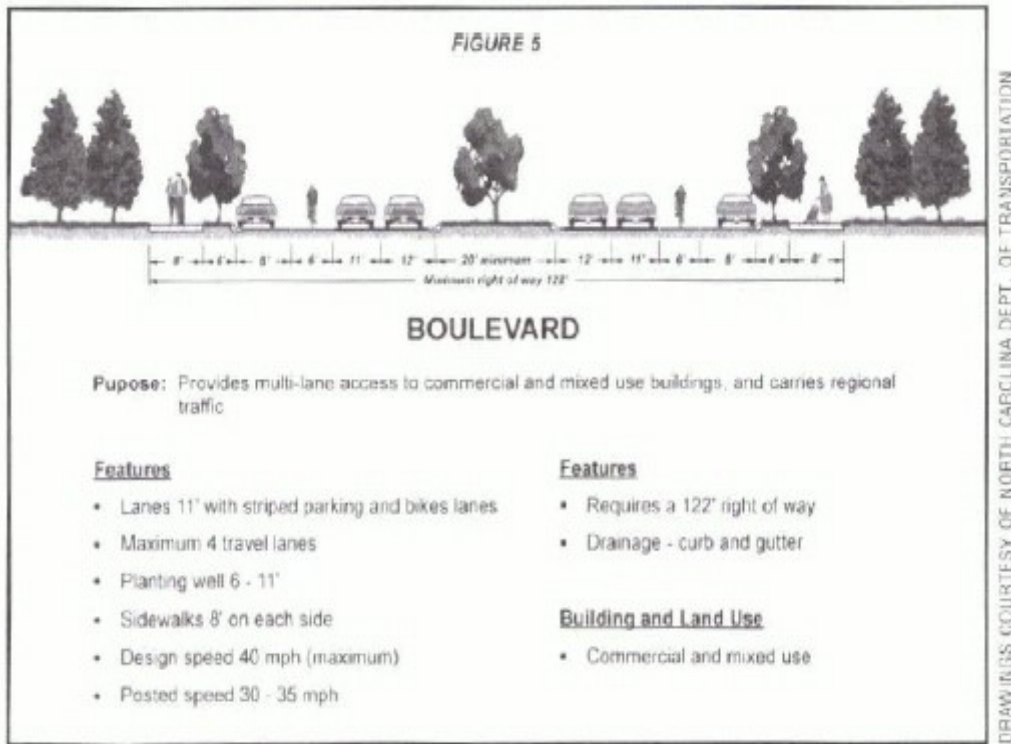 FIGURE 5
8' 6' 8' 6' 11' 12' 20' minimum 12' 11' 6' 8' 6' 8'
Minimum right of way
BOULEVARD
Pupose: Provides multi-lane access to commercial and mixed use buildings, and carries regional
traffic
Features
• Lanes 11' with striped parking and bikes lanes
• Maximum 4 travel lanes
• Planting well 6 - 11'
• Sidewalks 8' on each side
• Design speed 40 mph (maximum)
• Posted speed 30 - 35 mph
Features
• Requires a 122' right of way
• Drainage - curb and gutter
Building and Land Use
• Commercial and mixed use
DRAWINGS COURTESY OF NORTH CAROLINA DEPT. OF TRANSPORTATION